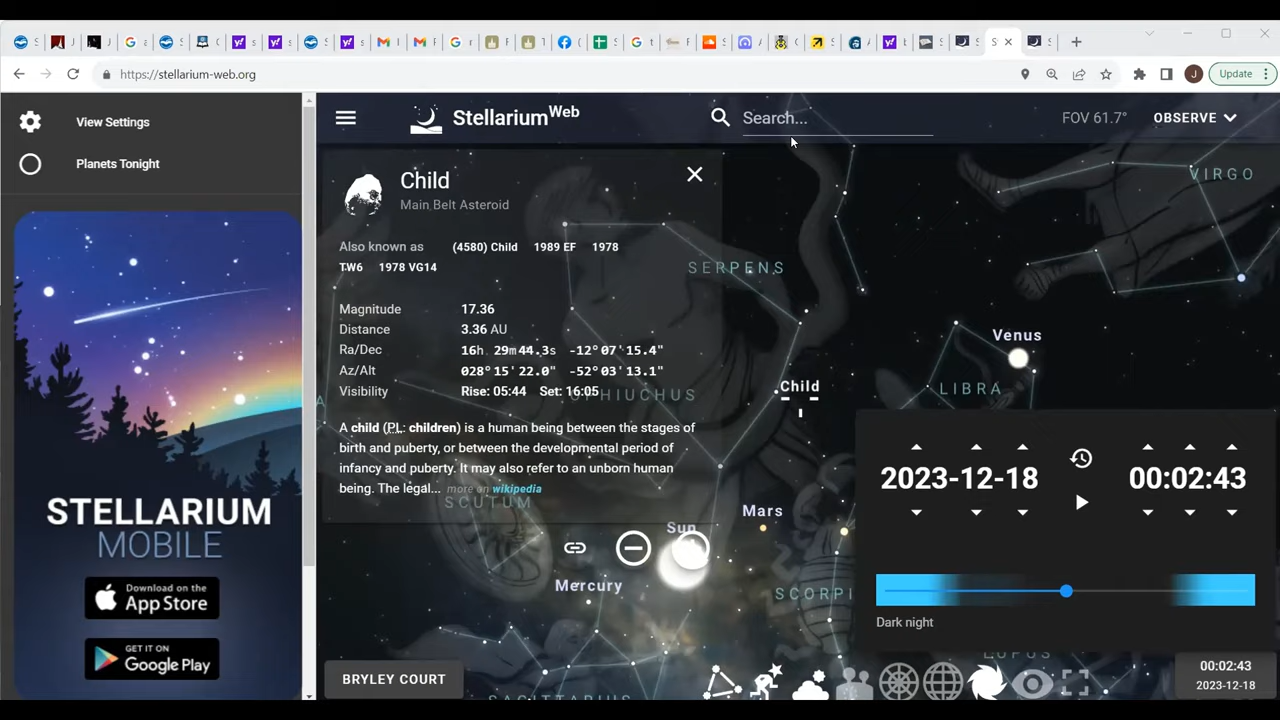 https://stellarium-web.org
J
Update
View Settings
Planets Tonight
StellariumWeb
Search...
FOV 61.7°
OBSERVE
Child
Main Belt Asteroid
Also known as (4580) Child 1989 EF 1978
TW6 1978 VG14
Magnitude 17.36
Distance 3.36 AU
Ra/Dec 16h 29m44.3s -12°07'15.4"
Az/Alt 028°15'22.0" -52°03'13.1"
Visibility Rise: 05:44 Set: 16:05
A child (PL: children) is a human being between the stages of
birth and puberty, or between the developmental period of
infancy and puberty. It may also refer to an unborn human
being. The legal... more on wikipedia
VIRGO
SERPENS
Venus
LIBRA
Child
OPHIUCHUS
SCUTUM
Mars
Sun
Mercury
SCORPI
LUPUS
SAGITTARIUS
2023-12-18
00:02:43
Dark night
STELLARIUM
MOBILE
Download on the
App Store
GET IT ON
Google Play
BRYLEY COURT
00:02:43
2023-12-18